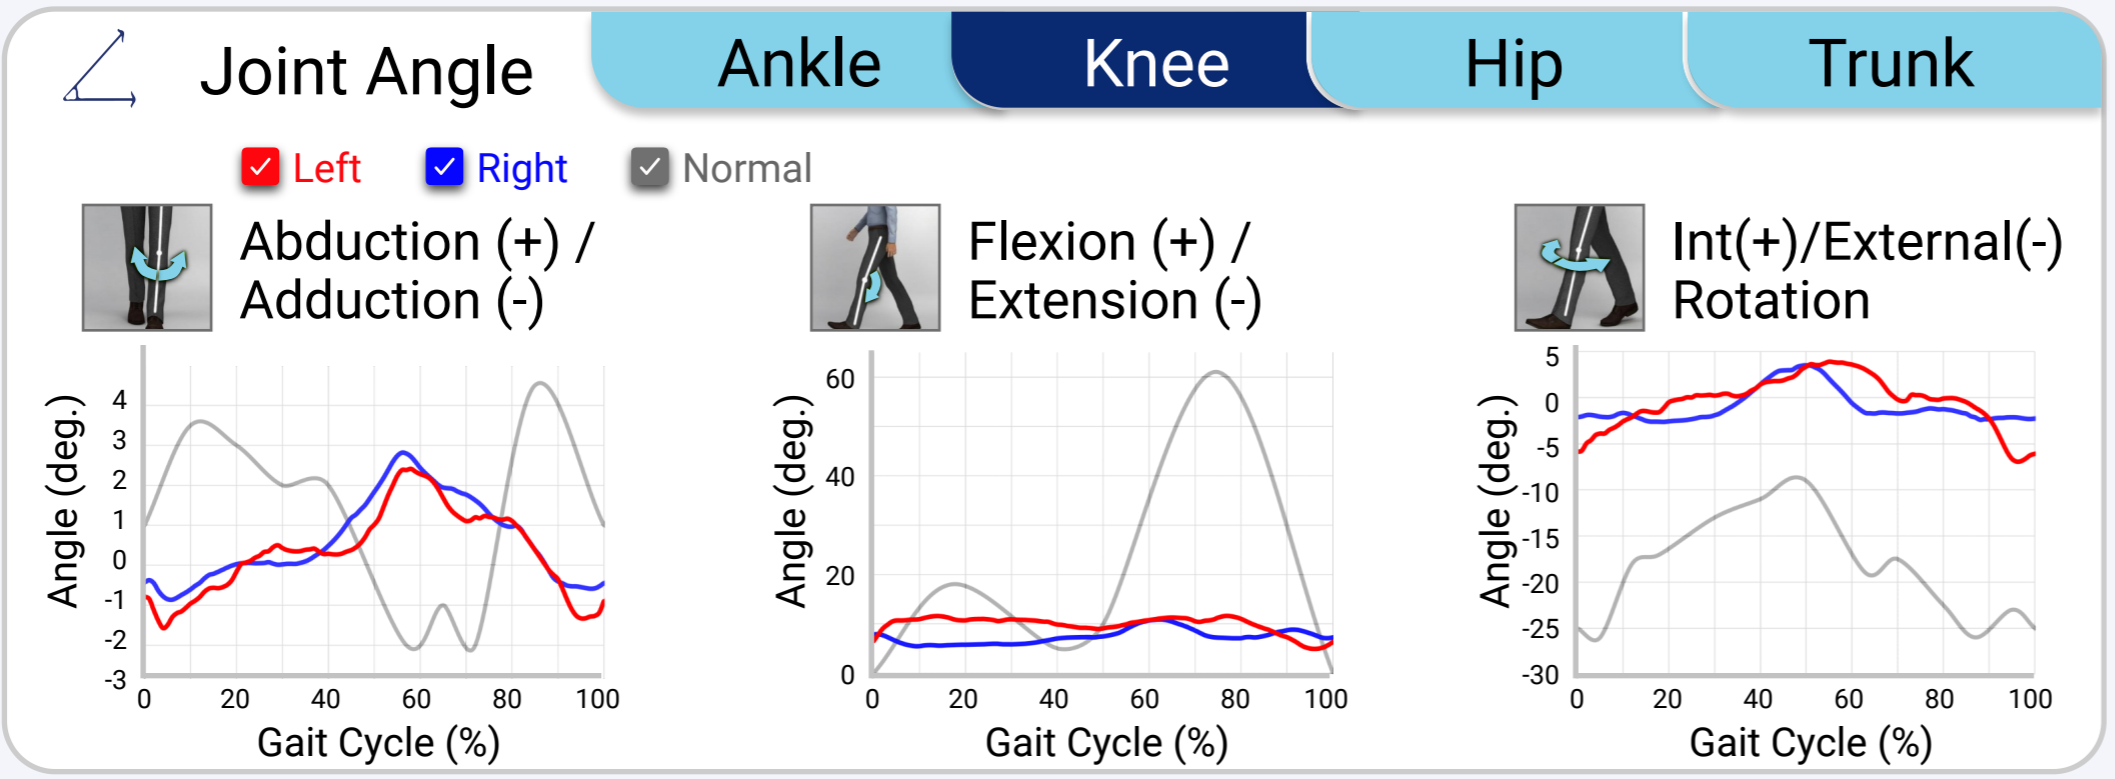 Joint Angle
Ankle
Knee
Hip
Trunk
Left
Right
Normal
Abduction (+) /
Adduction (-)
Angle (deg.)
4
3
2
1
0
-1
-2
-3
0 20 40 60 80 100
Gait Cycle (%)
Flexion (+) /
Extension (-)
Angle (deg.)
60
40
20
0
0 20 40 60 80 100
Gait Cycle (%)
Int(+)/External(-)
Rotation
Angle (deg.)
5
0
-5
-10
-15
-20
-25
-30
0 20 40 60 80 100
Gait Cycle (%)